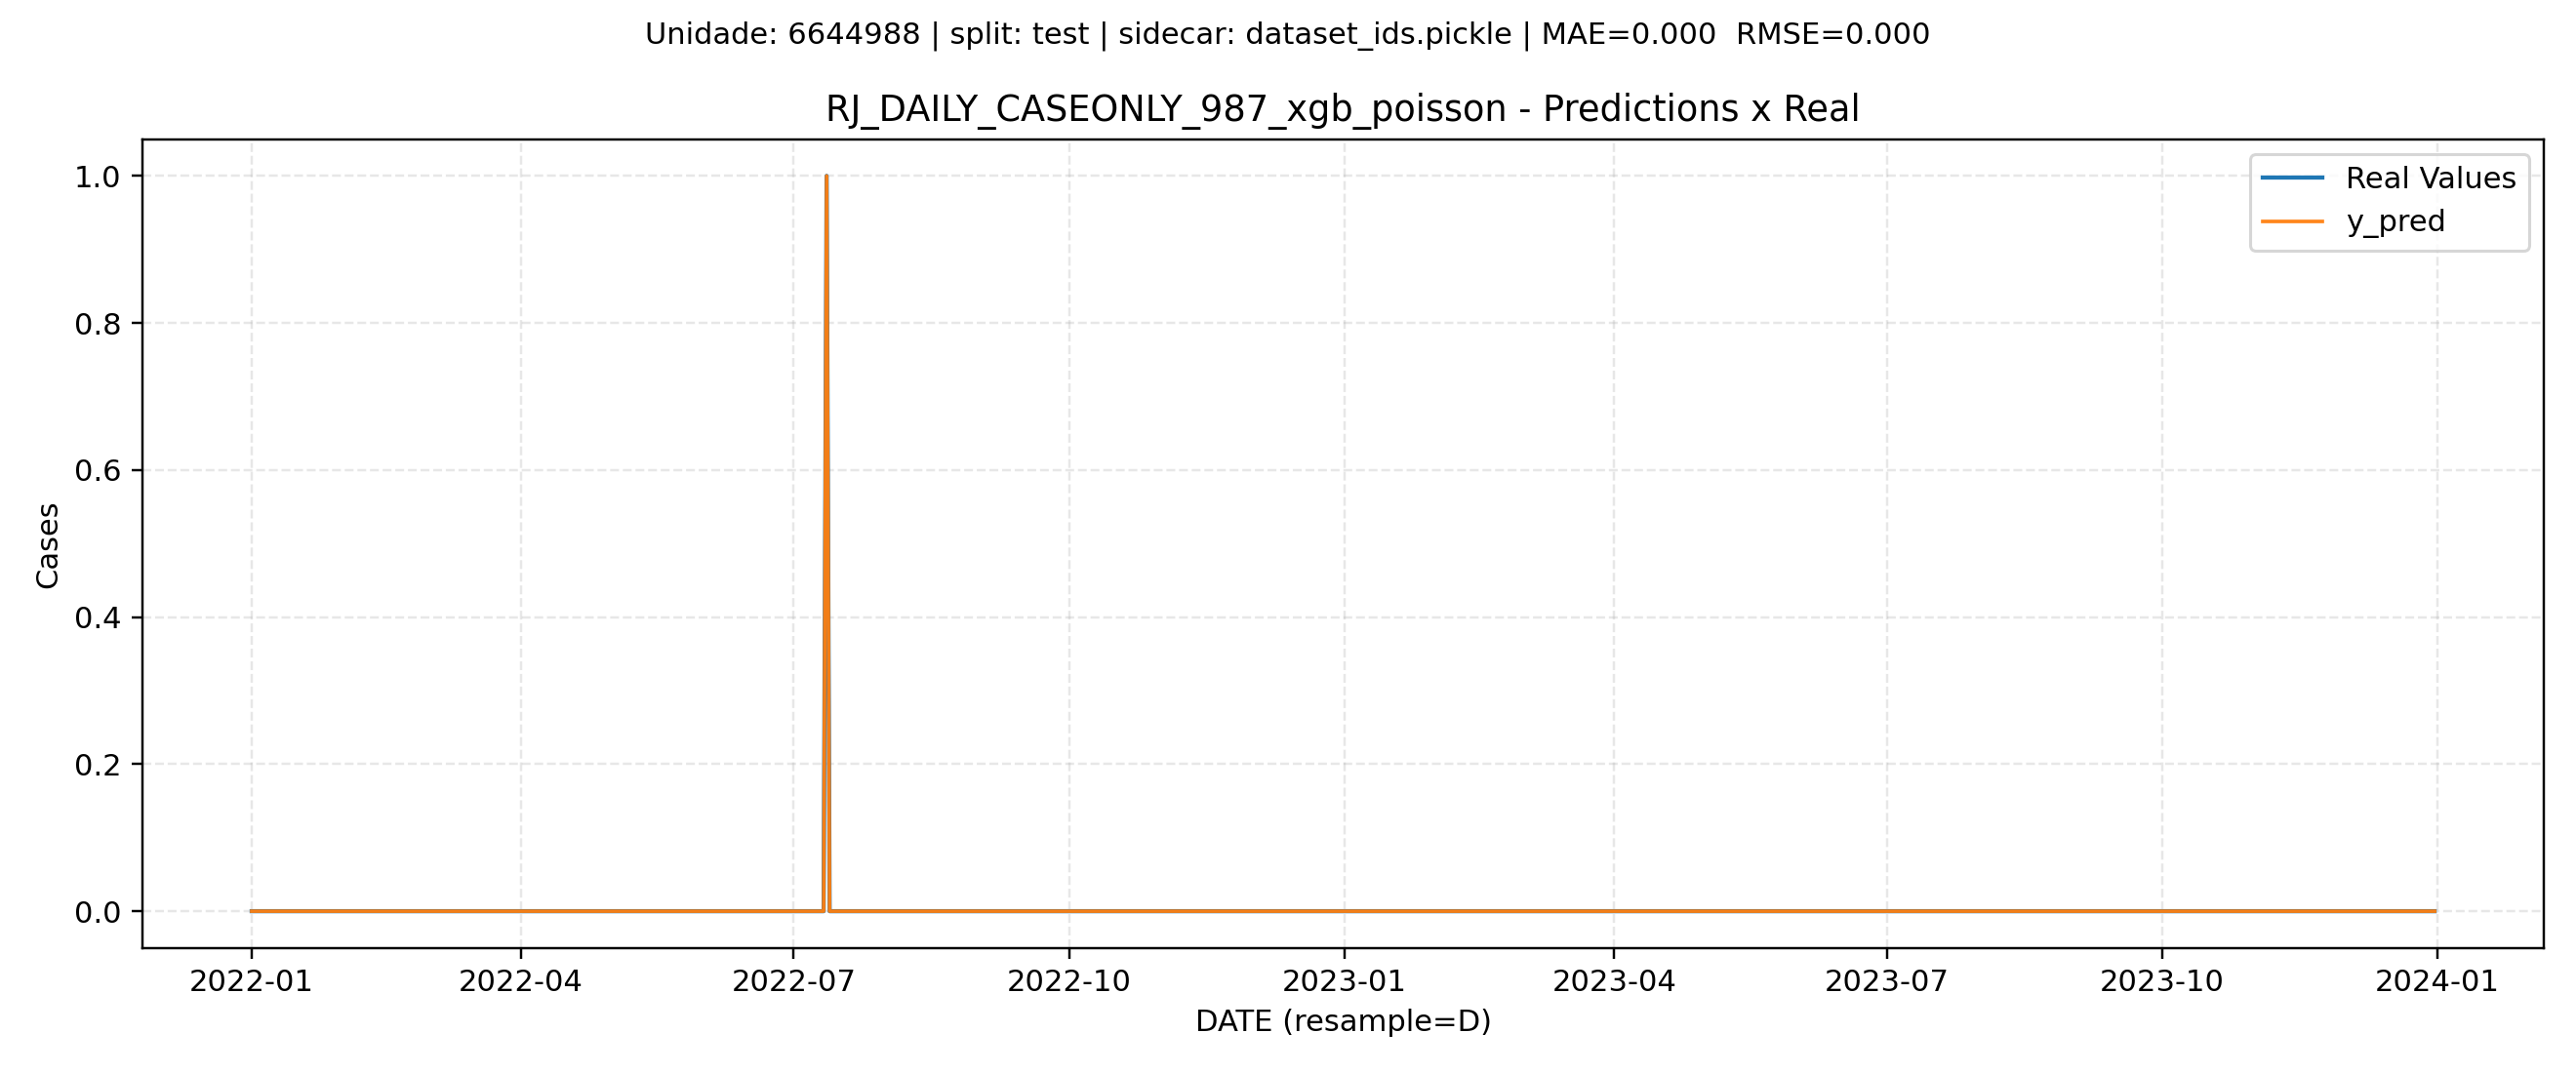 Unidade: 6644988 | split: test | sidecar: dataset_ids.pickle | MAE=0.000  RMSE=0.000
RJ_DAILY_CASEONLY_987_xgb_poisson - Predictions x Real
Real Values
y_pred
1.0
0.8
0.6
0.4
0.2
0.0
Cases
2022-01 2022-04 2022-07 2022-10 2023-01 2023-04 2023-07 2023-10 2024-01
DATE (resample=D)